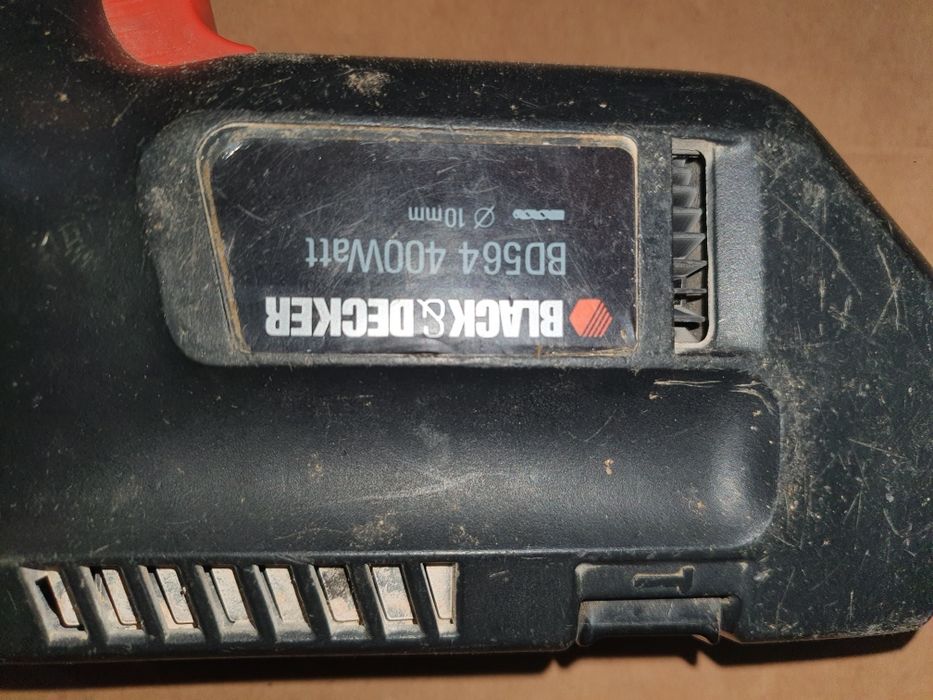 BLACK&DECKER
BD564 400Watt
Ø 10mm